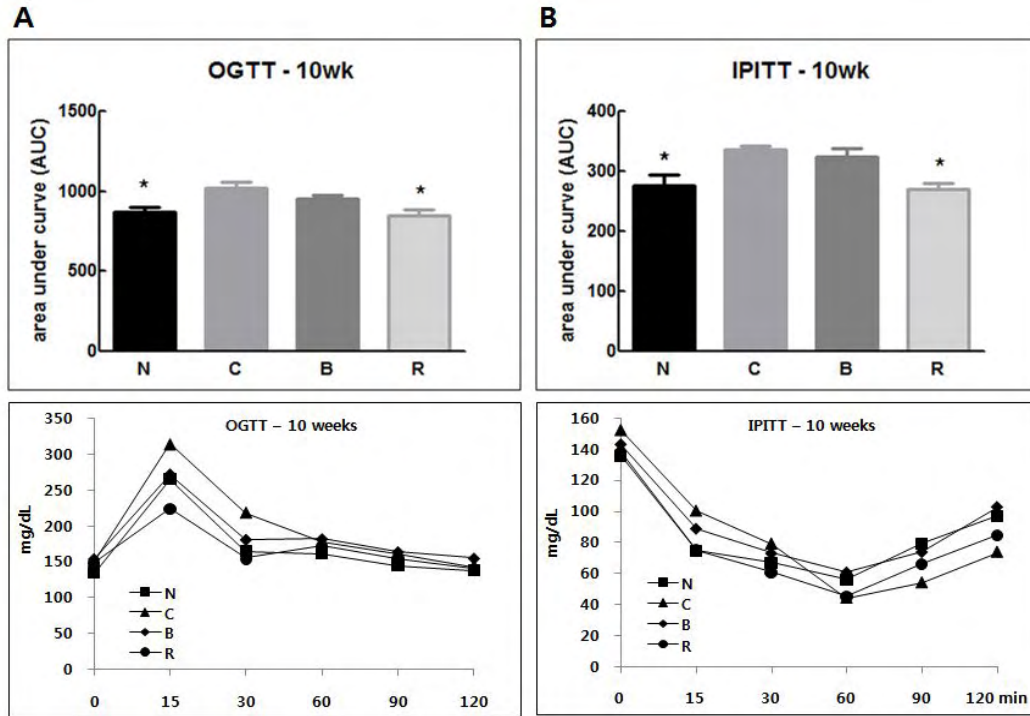 A
B
OGTT - 10wk
area under curve (AUC)
1500
1000
500
0
*
*
N C B R
IPITT - 10wk
area under curve (AUC)
400
300
200
100
0
*
*
N C B R
OGTT – 10 weeks
mg/dL
350
300
250
200
150
100
50
0
N
C
B
R
0 15 30 60 90 120
IPITT – 10 weeks
mg/dL
160
140
120
100
80
60
40
20
0
N
C
B
R
0 15 30 60 90 120 min